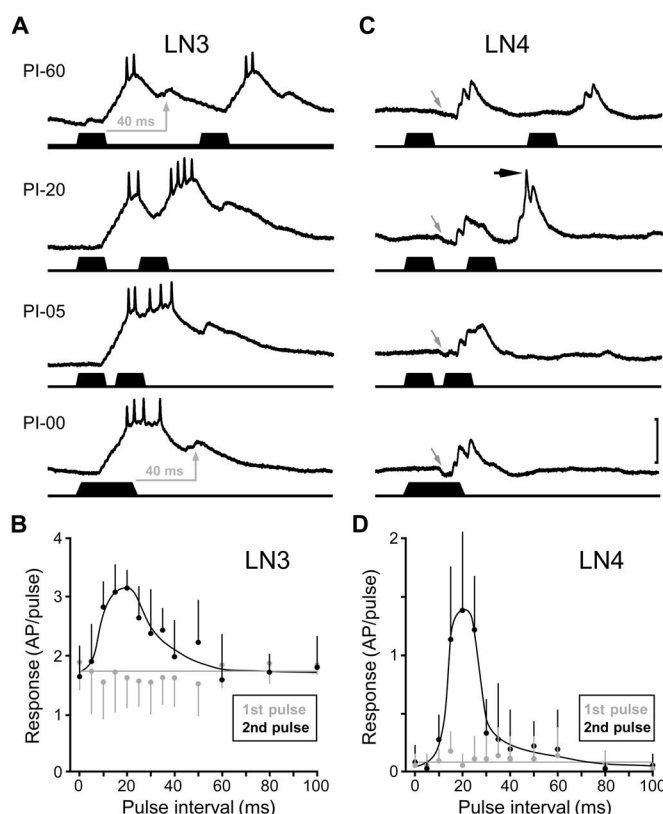 A
LN3
PI-60
40 ms
PI-20
PI-05
PI-00
40 ms
C
LN4
B
LN3
Response (AP/pulse)
4
3
2
1
0
0 20 40 60 80 100
Pulse interval (ms)
1st pulse
2nd pulse
D
LN4
Response (AP/pulse)
2
1
0
0 20 40 60 80 100
Pulse interval (ms)
1st pulse
2nd pulse